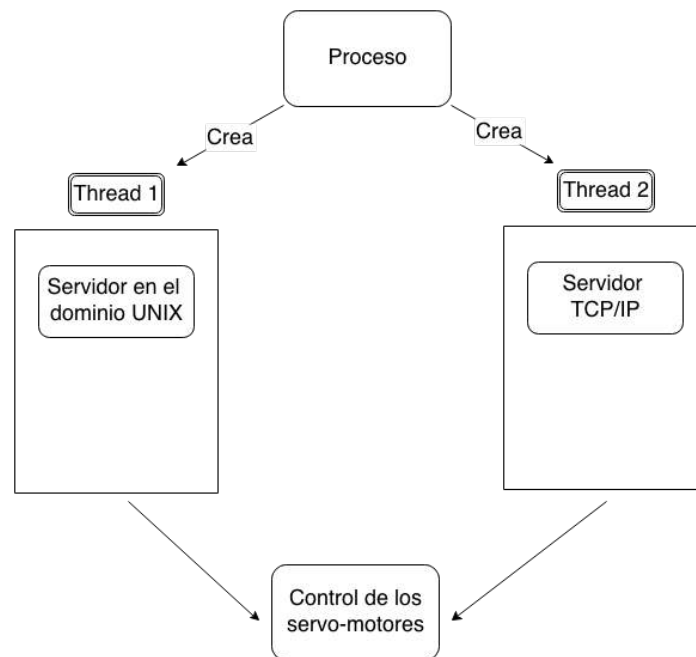 Proceso
Crea
Crea
Thread 1
Thread 2
Servidor en el
dominio UNIX
Servidor
TCP/IP
Control de los
servo-motores